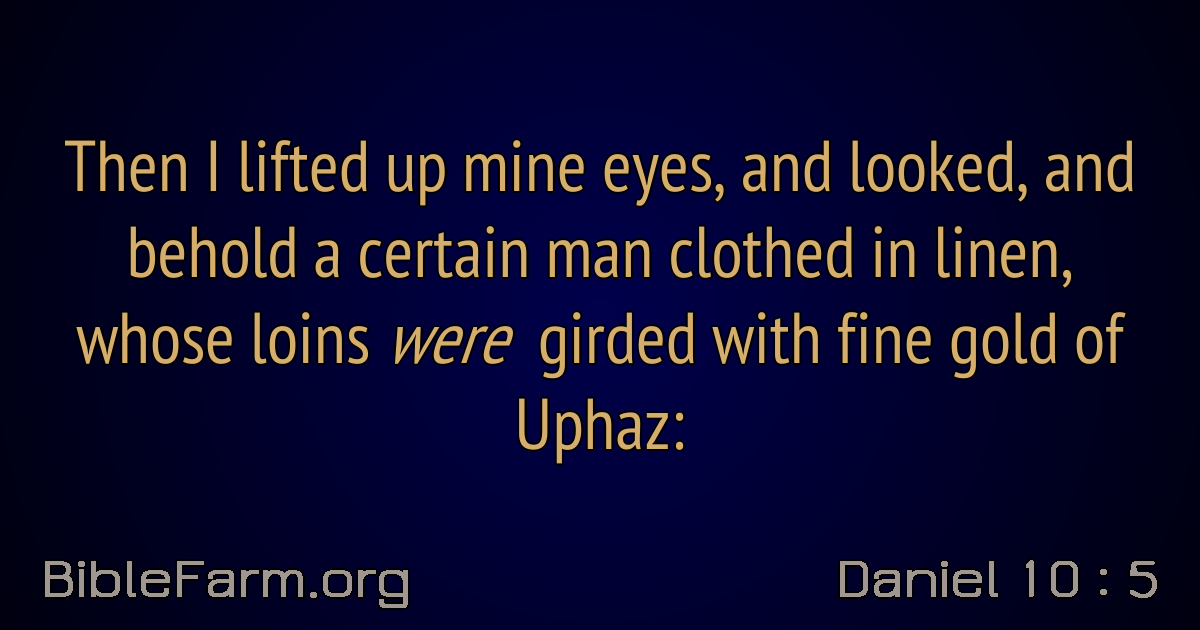 Then I lifted up mine eyes, and looked, and
behold a certain man clothed in linen,
whose loins were girded with fine gold of
Uphaz:
BibleFarm.org
Daniel 10 : 5